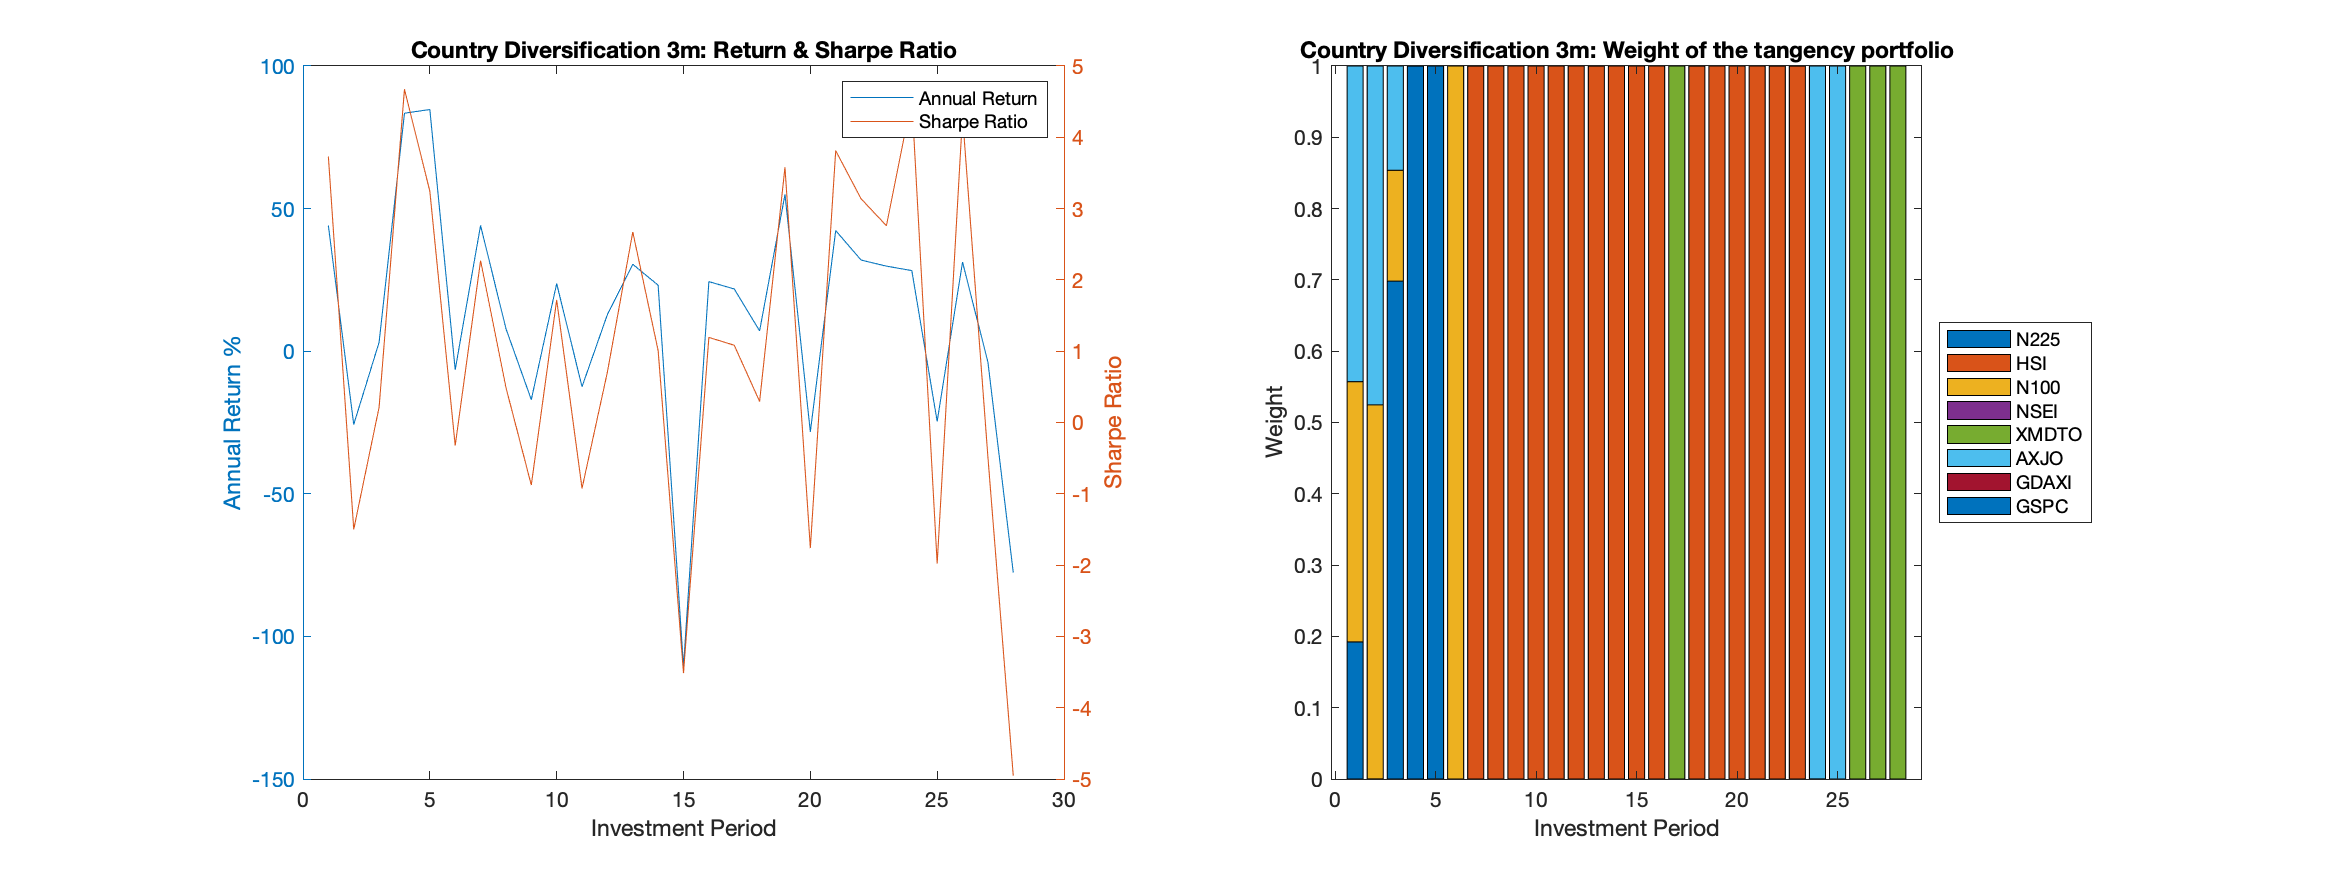 Country Diversification 3m: Return & Sharpe Ratio
100
50
0
-50
-100
-150
Annual Return %
5
4
3
2
1
0
-1
-2
-3
-4
-5
Sharpe Ratio
Annual Return
Sharpe Ratio
0
5
10
15
20
25
30
Investment Period
Country Diversification 3m: Weight of the tangency portfolio
1
0.9
0.8
0.7
0.6
0.5
0.4
0.3
0.2
0.1
0
Weight
0
5
10
15
20
25
Investment Period
N225
HSI
N100
NSEI
XMDTO
AXJO
GDAXI
GSPC